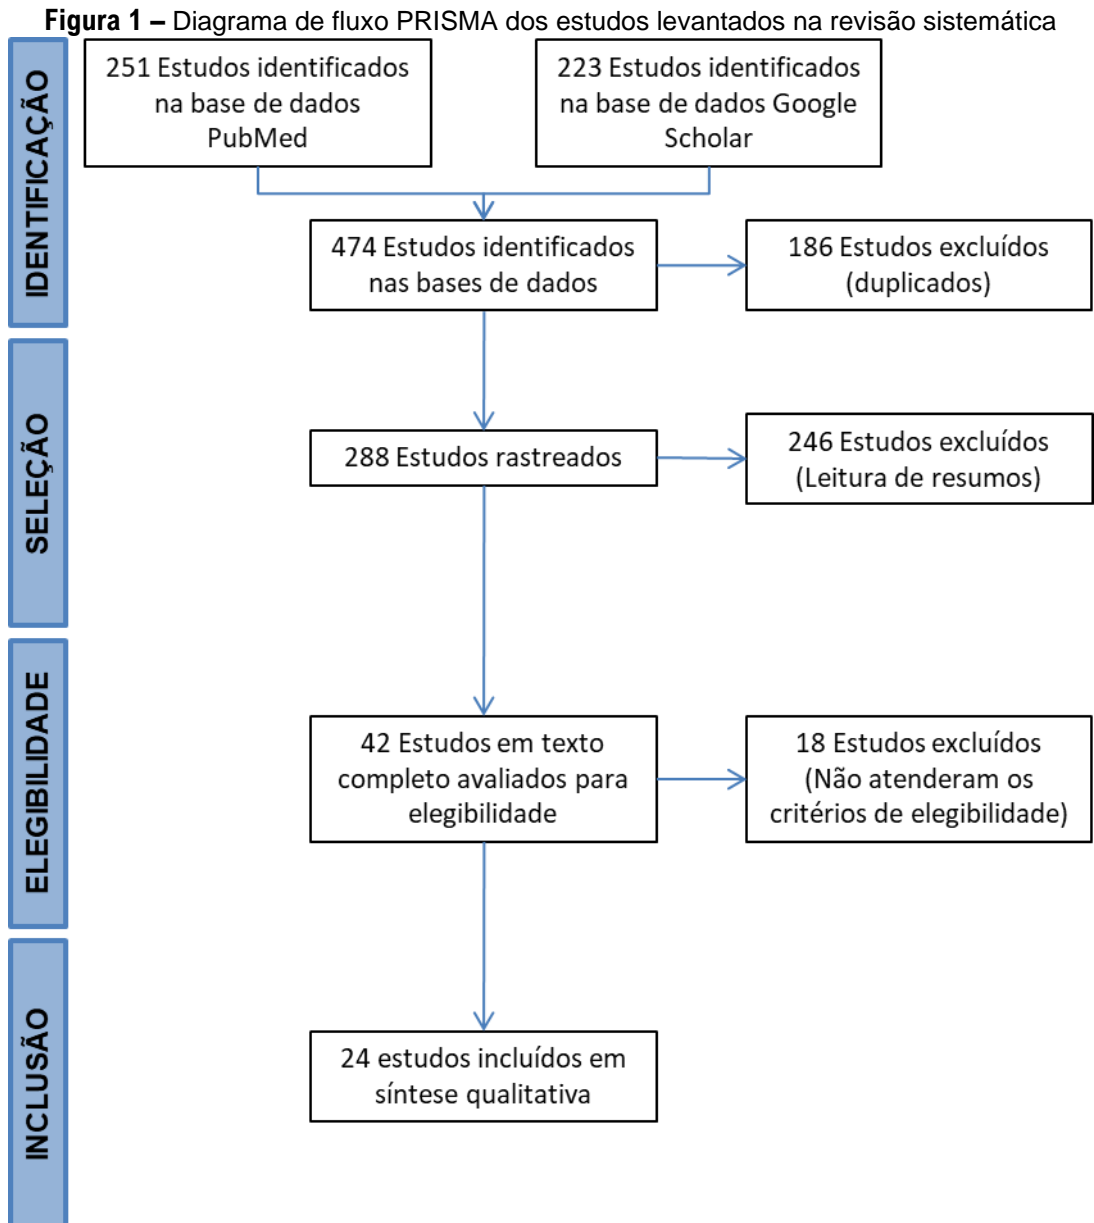 Figura 1 – Diagrama de fluxo PRISMA dos estudos levantados na revisão sistemática
IDENTIFICAÇÃO
251 Estudos identificados
na base de dados
PubMed
223 Estudos identificados
na base de dados Google
Scholar
474 Estudos identificados
nas bases de dados
186 Estudos excluídos
(duplicados)
SELEÇÃO
288 Estudos rastreados
246 Estudos excluídos
(Leitura de resumos)
ELEGIBILIDADE
42 Estudos em texto
completo avaliados para
elegibilidade
18 Estudos excluídos
(Não atenderam os
critérios de elegibilidade)
INCLUSÃO
24 estudos incluídos em
síntese qualitativa